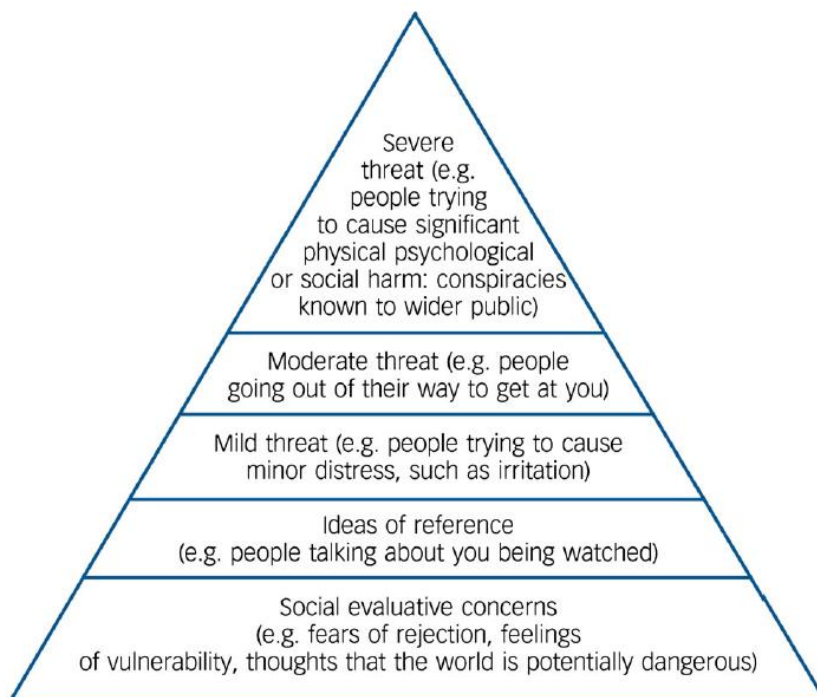 Severe
threat (e.g.
people trying
to cause significant
physical psychological
or social harm: conspiracies
known to wider public)
Moderate threat (e.g. people
going out of their way to get at you)
Mild threat (e.g. people trying to cause
minor distress, such as irritation)
Ideas of reference
(e.g. people talking about you being watched)
Social evaluative concerns
(e.g. fears of rejection, feelings
of vulnerability, thoughts that the world is potentially dangerous)